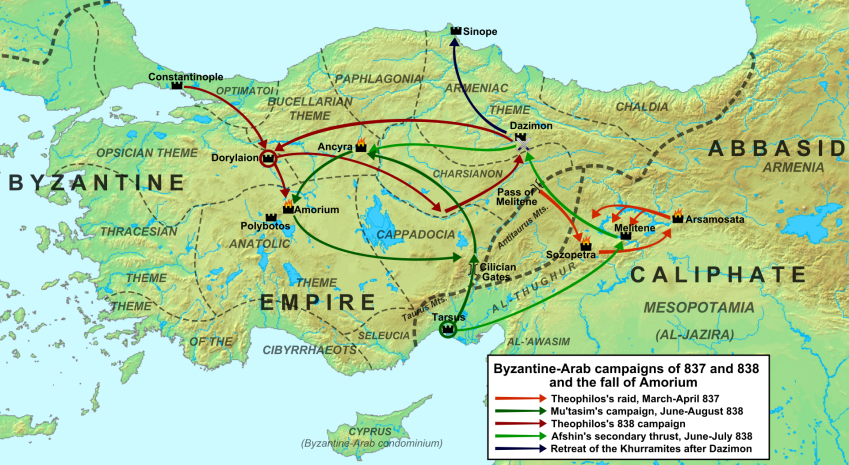 Sinope
Constantinople
OPTIMATOI
PAPHLAGONIA
ARMENIAC
THEME
BUCELLARIAN
THEME
CHALDIA
Dazimon
ABBASID
ARMENIA
OPSICIAN THEME
Dorylaion
Ancyra
CHARSIANON
BYZANTINE
Pass of
Melitene
Antitaurus Mts.
Amorium
Polybotos
Arsamosata
Melitene
THRACESIAN
THEME
ANATOLIC
THEME
CAPPADOCIA
Sozopetra
Cilician
Gates
AL-THUGHUR
CALIPHATE
EMPIRE
THEME
OF THE
CIBYRRHAEOTS
Taurus Mts.
Tarsus
SELEUCIA
MESOPOTAMIA
(AL-JAZIRA)
AL-'AWASIM
CYPRUS
(Byzantine-Arab condominium)
Byzantine-Arab campaigns of 837 and 838
and the fall of Amorium
Theophilos's raid, March-April 837
Mu'tasim's campaign, June-August 838
Theophilos's 838 campaign
Afshin's secondary thrust, June-July 838
Retreat of the Khurramites after Dazimon